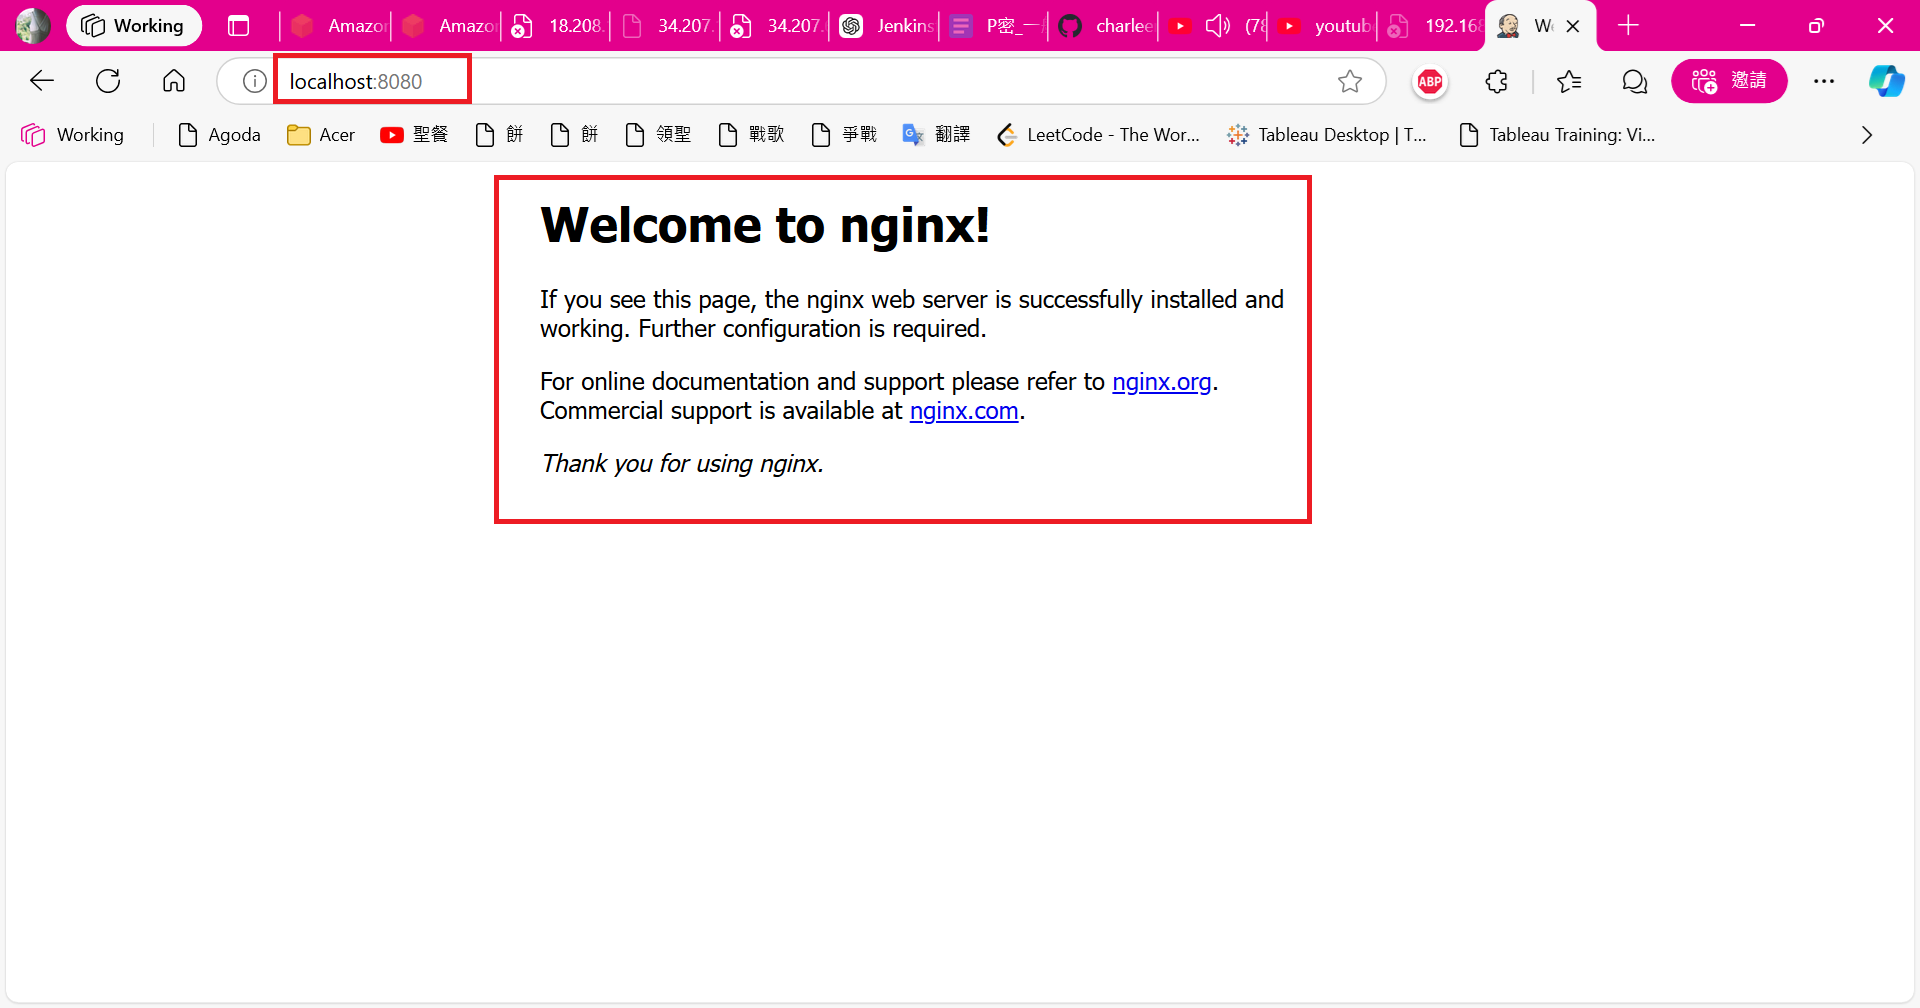 Working
Amazon
Amazon
18.208.
34.207.
34.207.
Jenkins
P密_一
charlee
(78
youtub
192.168
We
localhost:8080
ABP
邀請
Working
Agoda
Acer
聖餐
餅
餅
領聖
戰歌
爭戰
翻譯
LeetCode - The Wor...
Tableau Desktop | T...
Tableau Training: Vi...
Welcome to nginx!
If you see this page, the nginx web server is successfully installed and
working. Further configuration is required.
For online documentation and support please refer to nginx.org.
Commercial support is available at nginx.com.
Thank you for using nginx.